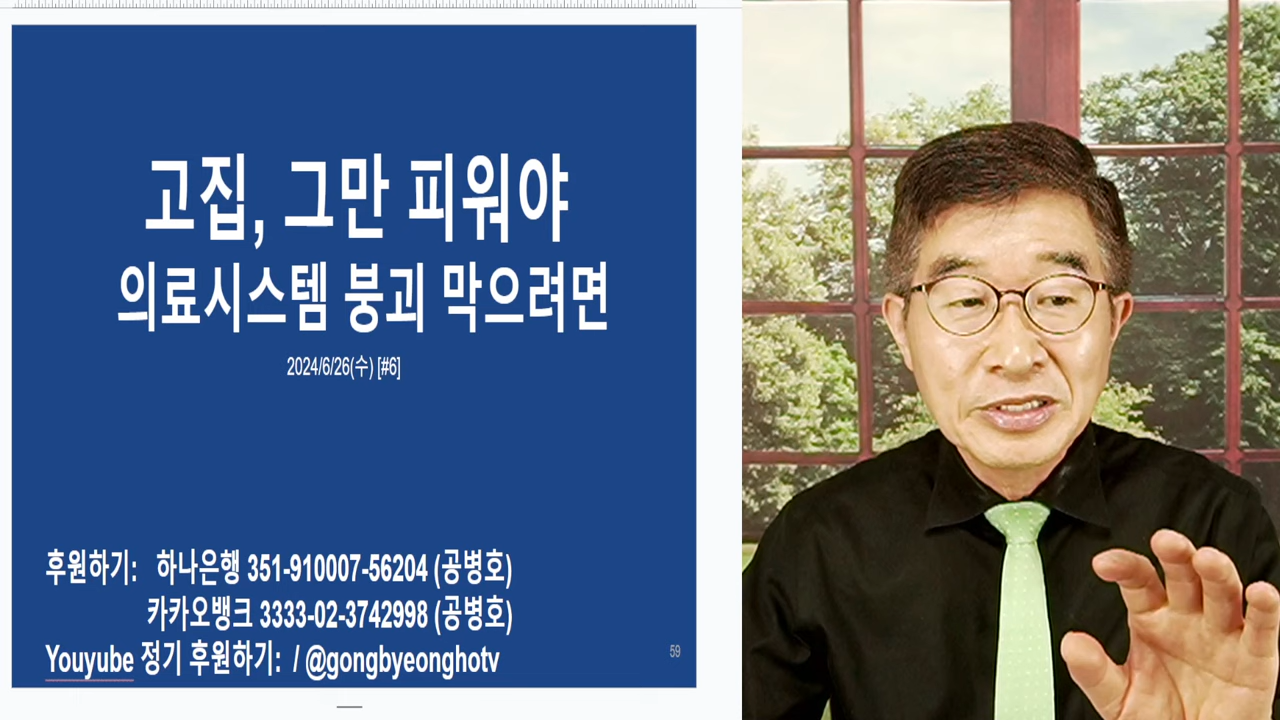 고집, 그만 피워야
의료시스템 붕괴 막으려면
2024/6/26(수) [#6]
후원하기: 하나은행 351-910007-56204 (공병호)
카카오뱅크 3333-02-3742998 (공병호)
Youyube 정기 후원하기: / @gongbyeonghotv
59